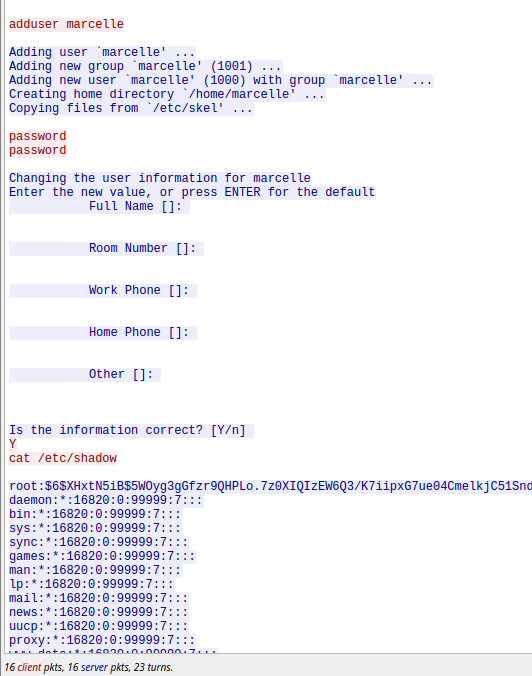 adduser marcelle
Adding user `marcelle' ...
Adding new group `marcelle' (1001) ...
Adding new user `marcelle' (1000) with group `marcelle' ...
Creating home directory `/home/marcelle' ...
Copying files from `/etc/skel' ...
password
password
Changing the user information for marcelle
Enter the new value, or press ENTER for the default
Full Name []:
Room Number []:
Work Phone []:
Home Phone []:
Other []:
Is the information correct? [Y/n]
Y
cat /etc/shadow
root:$6$XHxtN5iB$5WOyg3gGfzr9QHPLo.7z0XIQIzEW6Q3/K7iipxG7ue04CmelkjC51Snd
daemon:*:16820:0:99999:7:::
bin:*:16820:0:99999:7:::
sys:*:16820:0:99999:7:::
sync:*:16820:0:99999:7:::
games:*:16820:0:99999:7:::
man:*:16820:0:99999:7:::
lp:*:16820:0:99999:7:::
mail:*:16820:0:99999:7:::
news:*:16820:0:99999:7:::
uucp:*:16820:0:99999:7:::
proxy:*:16820:0:99999:7:::
16 client pkts, 16 server pkts, 23 turns.